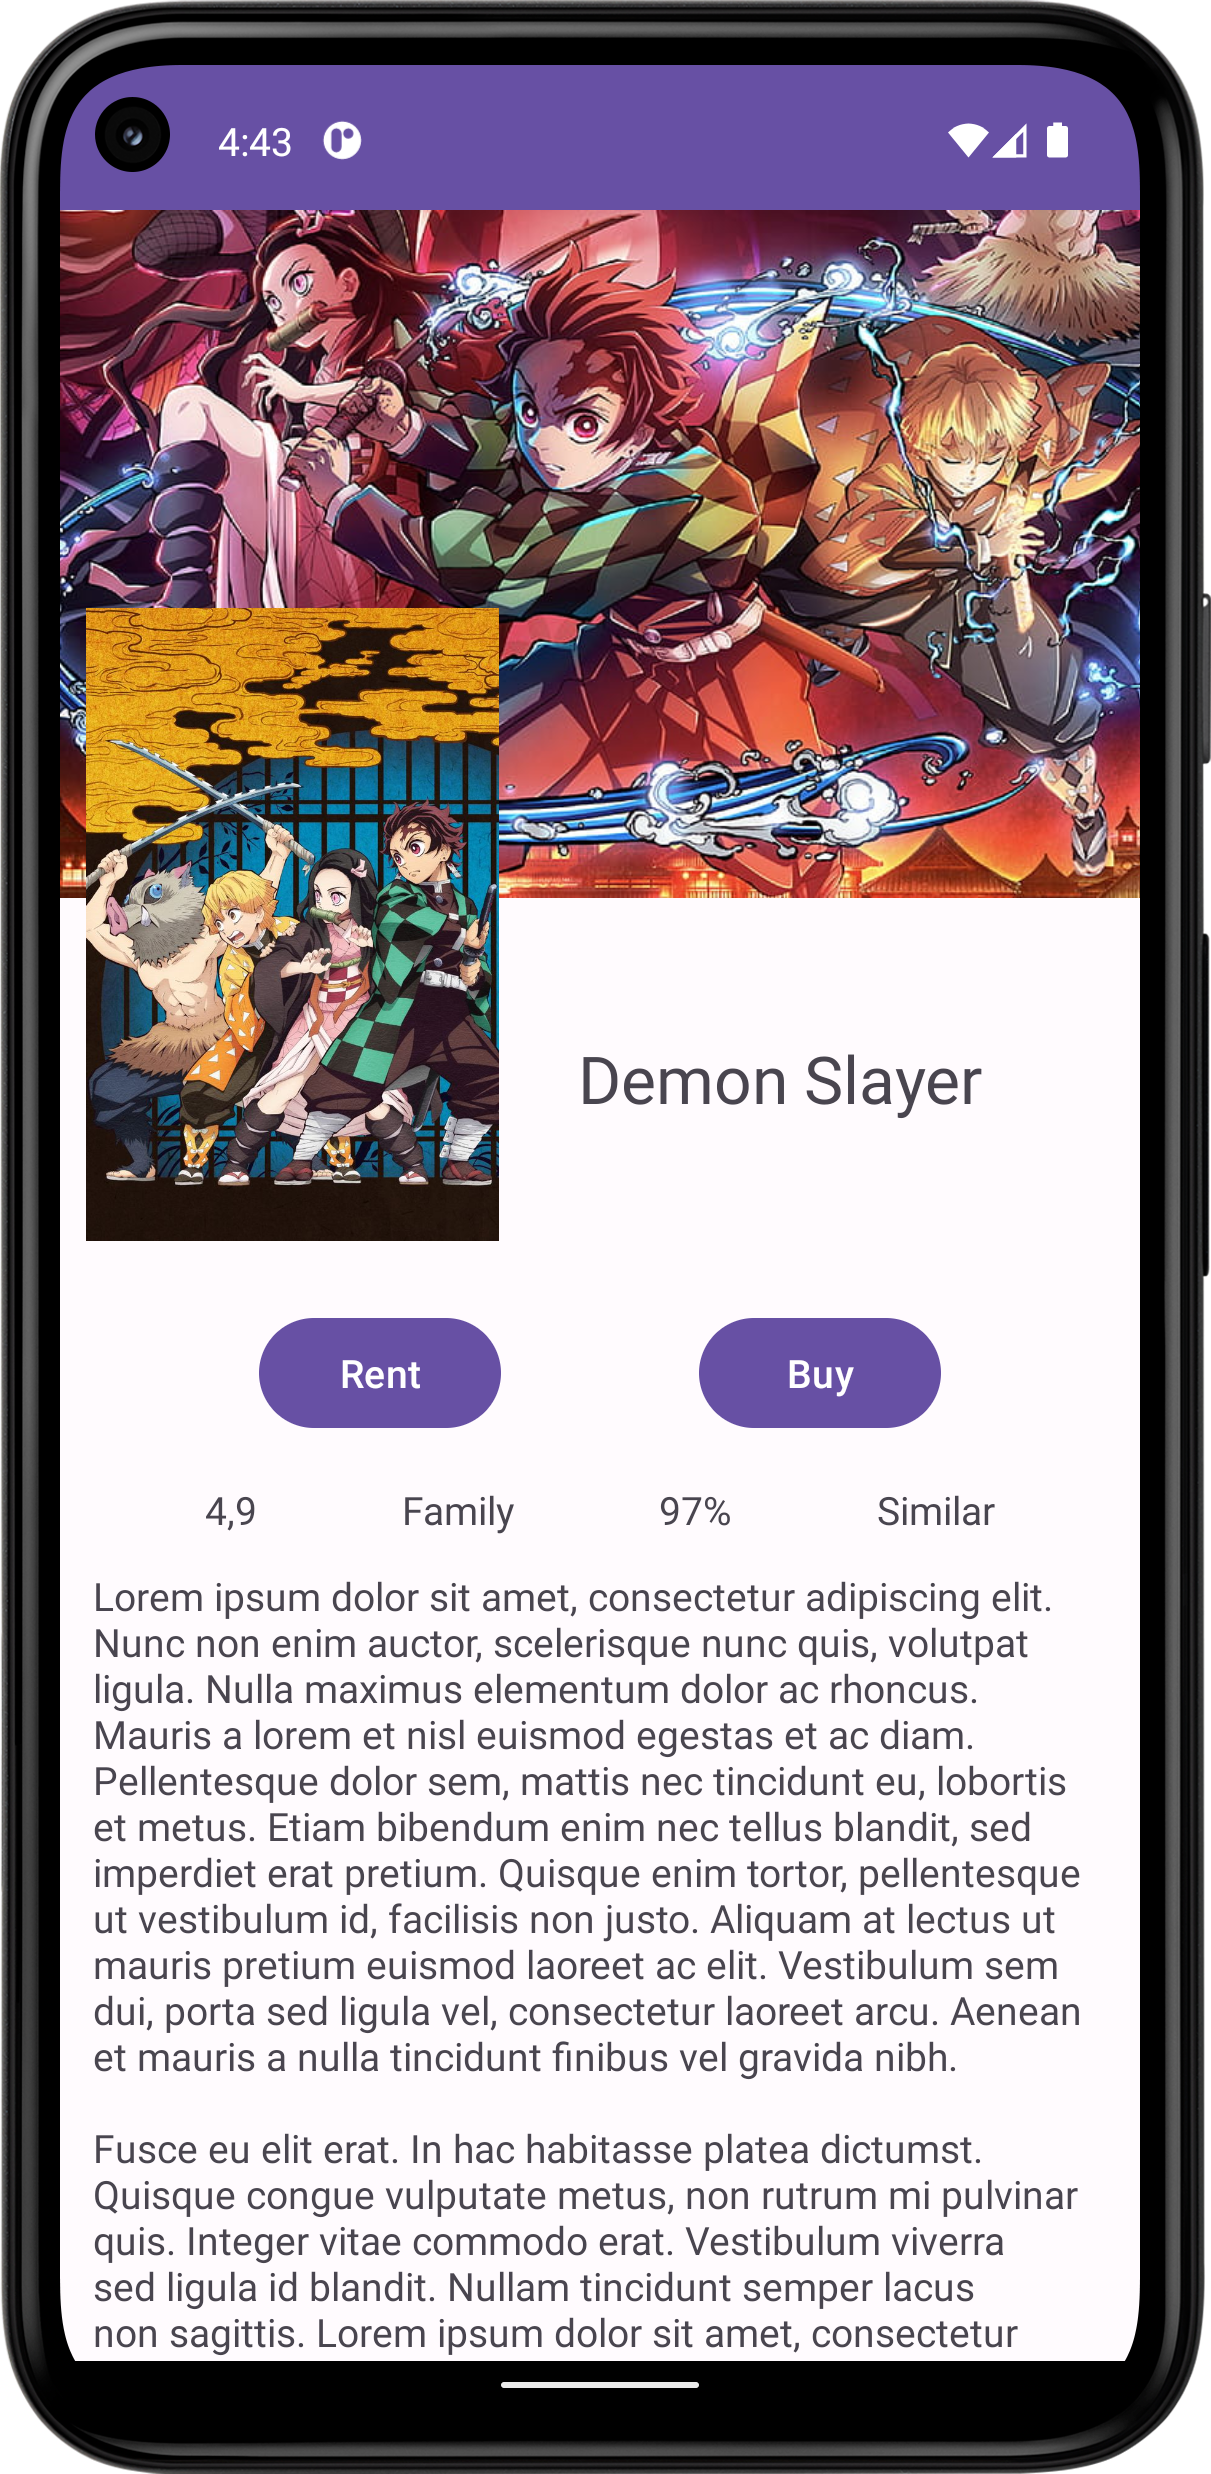 4:43
Demon Slayer
Rent
Buy
4,9
Family
97%
Similar
Lorem ipsum dolor sit amet, consectetur adipiscing elit.
Nunc non enim auctor, scelerisque nunc quis, volutpat
ligula. Nulla maximus elementum dolor ac rhoncus.
Mauris a lorem et nisl euismod egestas et ac diam.
Pellentesque dolor sem, mattis nec tincidunt eu, lobortis
et metus. Etiam bibendum enim nec tellus blandit, sed
imperdiet erat pretium. Quisque enim tortor, pellentesque
ut vestibulum id, facilisis non justo. Aliquam at lectus ut
mauris pretium euismod laoreet ac elit. Vestibulum sem
dui, porta sed ligula vel, consectetur laoreet arcu. Aenean
et mauris a nulla tincidunt finibus vel gravida nibh.
Fusce eu elit erat. In hac habitasse platea dictumst.
Quisque congue vulputate metus, non rutrum mi pulvinar
quis. Integer vitae commodo erat. Vestibulum viverra
sed ligula id blandit. Nullam tincidunt semper lacus
non sagittis. Lorem ipsum dolor sit amet, consectetur